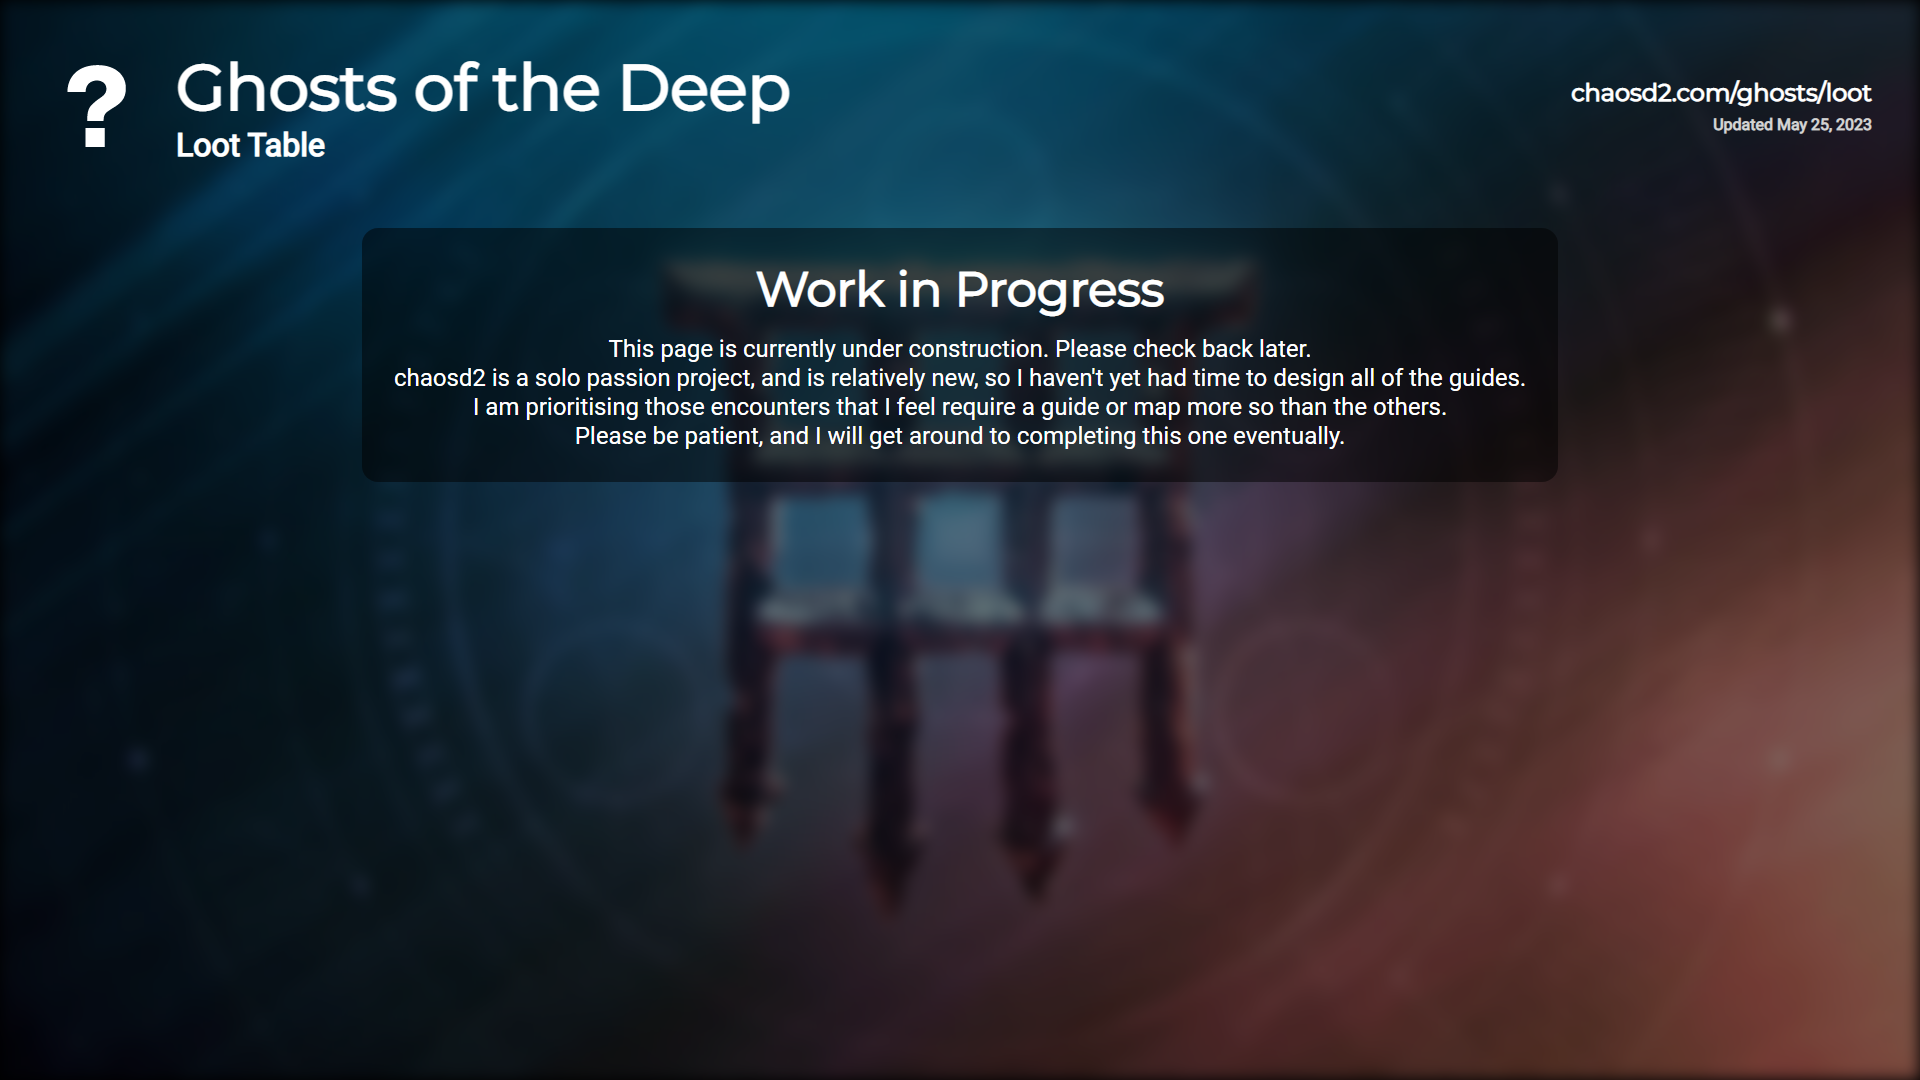 ?
Ghosts of the Deep
Loot Table
chaosd2.com/ghosts/loot
Updated May 25, 2023
Work in Progress
This page is currently under construction. Please check back later.
chaosd2 is a solo passion project, and is relatively new, so I haven't yet had time to design all of the guides.
I am prioritising those encounters that I feel require a guide or map more so than the others.
Please be patient, and I will get around to completing this one eventually.